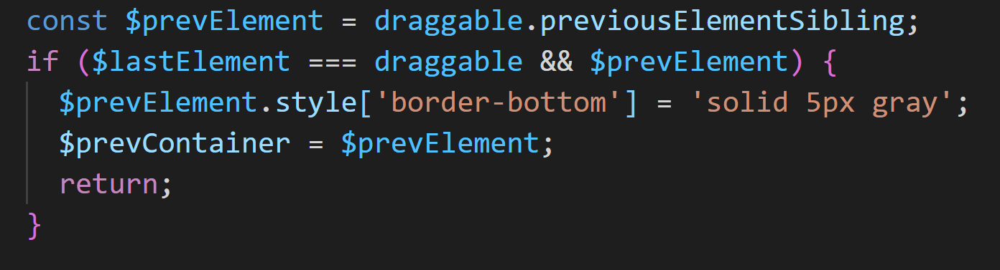 const $prevElement = draggable.previousElementSibling;
if ($lastElement === draggable && $prevElement) {
  $prevElement.style['border-bottom'] = 'solid 5px gray';
  $prevContainer = $prevElement;
  return;
}